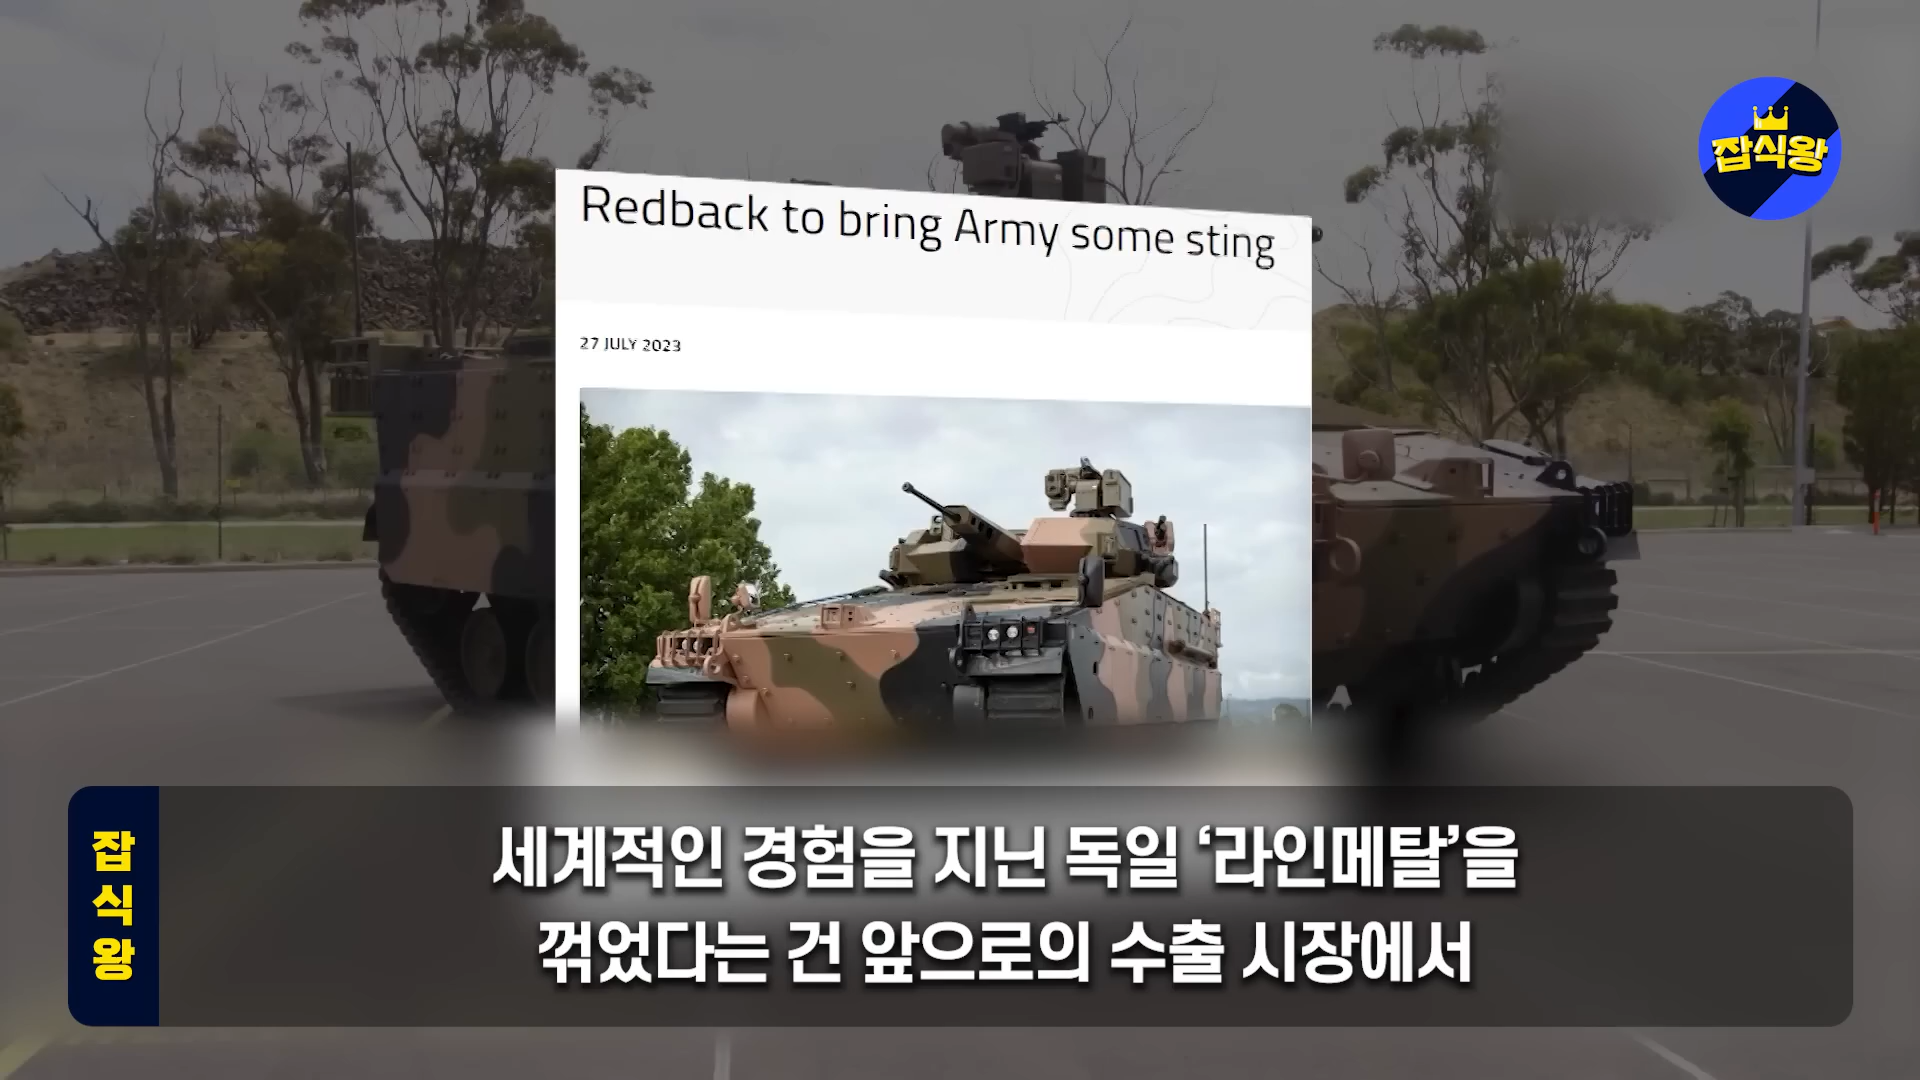 잡식왕
Redback to bring Army some sting
27 JULY 2023
잡식왕
세계적인 경험을 지닌 독일 ‘라인메탈’을
꺾었다는 건 앞으로의 수출 시장에서